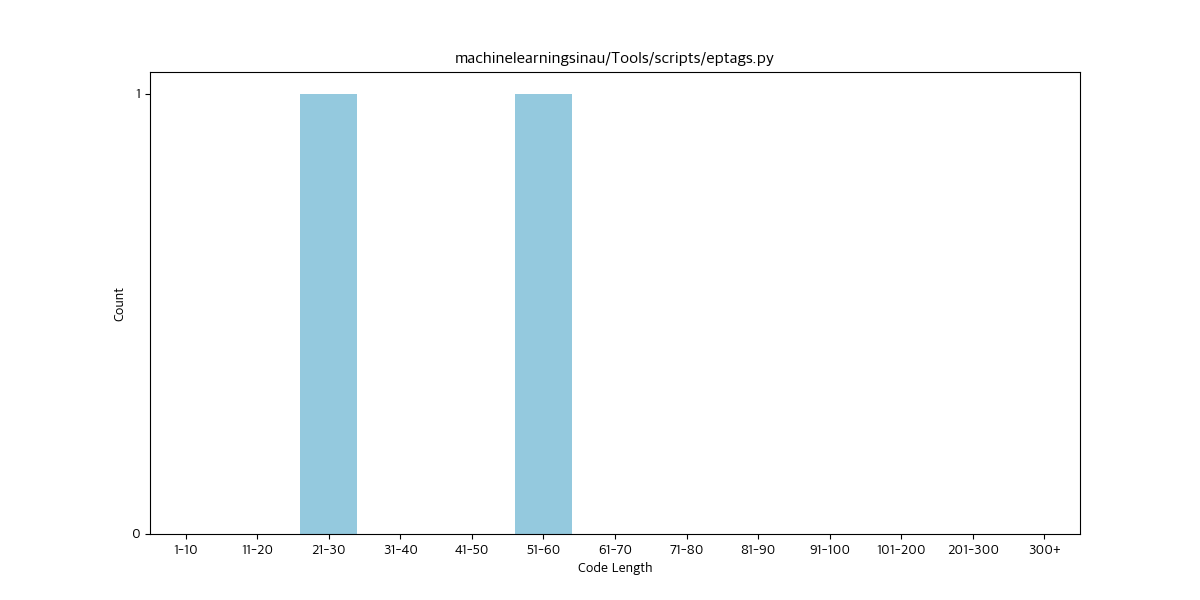 machinelearningsinau/Tools/scripts/eptags.py
1
Count
0
1-10 11-20 21-30 31-40 41-50 51-60 61-70 71-80 81-90 91-100 101-200 201-300 300+
Code Length